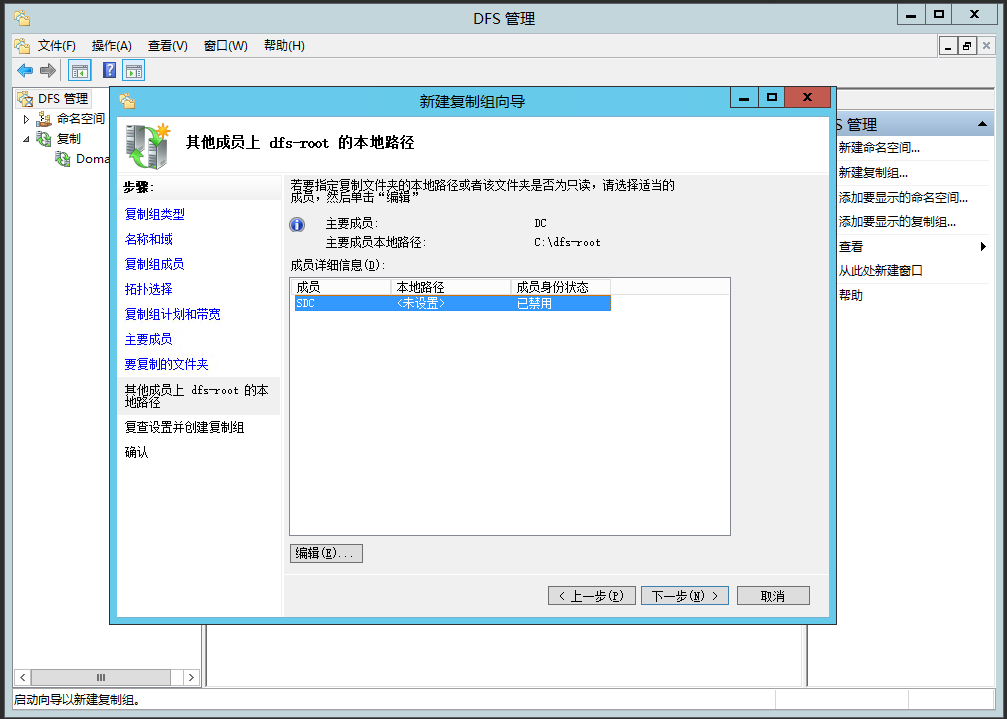 DFS 管理
文件(F) 操作(A) 查看(V) 窗口(W) 帮助(H)
DFS 管理
命名空间
复制
Doma
新建复制组向导
其他成员上 dfs-root 的本地路径
步骤:
复制组类型
名称和域
复制组成员
拓扑选择
复制组计划和带宽
主要成员
要复制的文件夹
其他成员上 dfs-root 的本
地路径
复查设置并创建复制组
确认
若要指定复制文件夹的本地路径或者该文件夹是否为只读，请选择适当的
成员，然后单击“编辑”
主要成员: DC
主要成员本地路径: C:\dfs-root
成员详细信息(D):
成员 本地路径 成员身份状态
SDC <未设置> 已禁用
编辑(E)...
< 上一步(P) 下一步(N) > 取消
S 管理
新建命名空间...
新建复制组...
添加要显示的命名空间...
添加要显示的复制组...
查看
从此处新建窗口
帮助
启动向导以新建复制组。